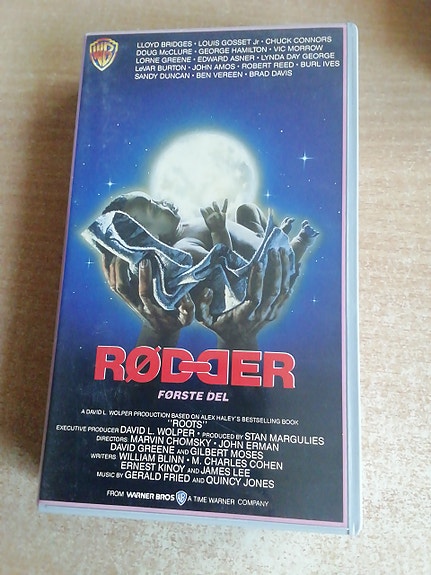 WB
LLOYD BRIDGES • LOUIS GOSSET Jr • CHUCK CONNORS
DOUG McCLURE • GEORGE HAMILTON • VIC MORROW
LORNE GREENE • EDWARD ASNER • LYNDA DAY GEORGE
LeVAR BURTON • JOHN AMOS • ROBERT REED • BURL IVES
SANDY DUNCAN • BEN VEREEN • BRAD DAVIS
RØDDER
FØRSTE DEL
A DAVID L. WOLPER PRODUCTION BASED ON ALEX HALEY'S BESTSELLING BOOK
"ROOTS"
EXECUTIVE PRODUCER DAVID L. WOLPER • PRODUCED BY STAN MARGULIES
DIRECTORS: MARVIN CHOMSKY • JOHN ERMAN
DAVID GREENE AND GILBERT MOSES
WRITERS WILLIAM BLINN • M. CHARLES COHEN
ERNEST KINOY AND JAMES LEE
MUSIC BY GERALD FRIED AND QUINCY JONES
FROM WARNER BROS WB A TIME WARNER COMPANY